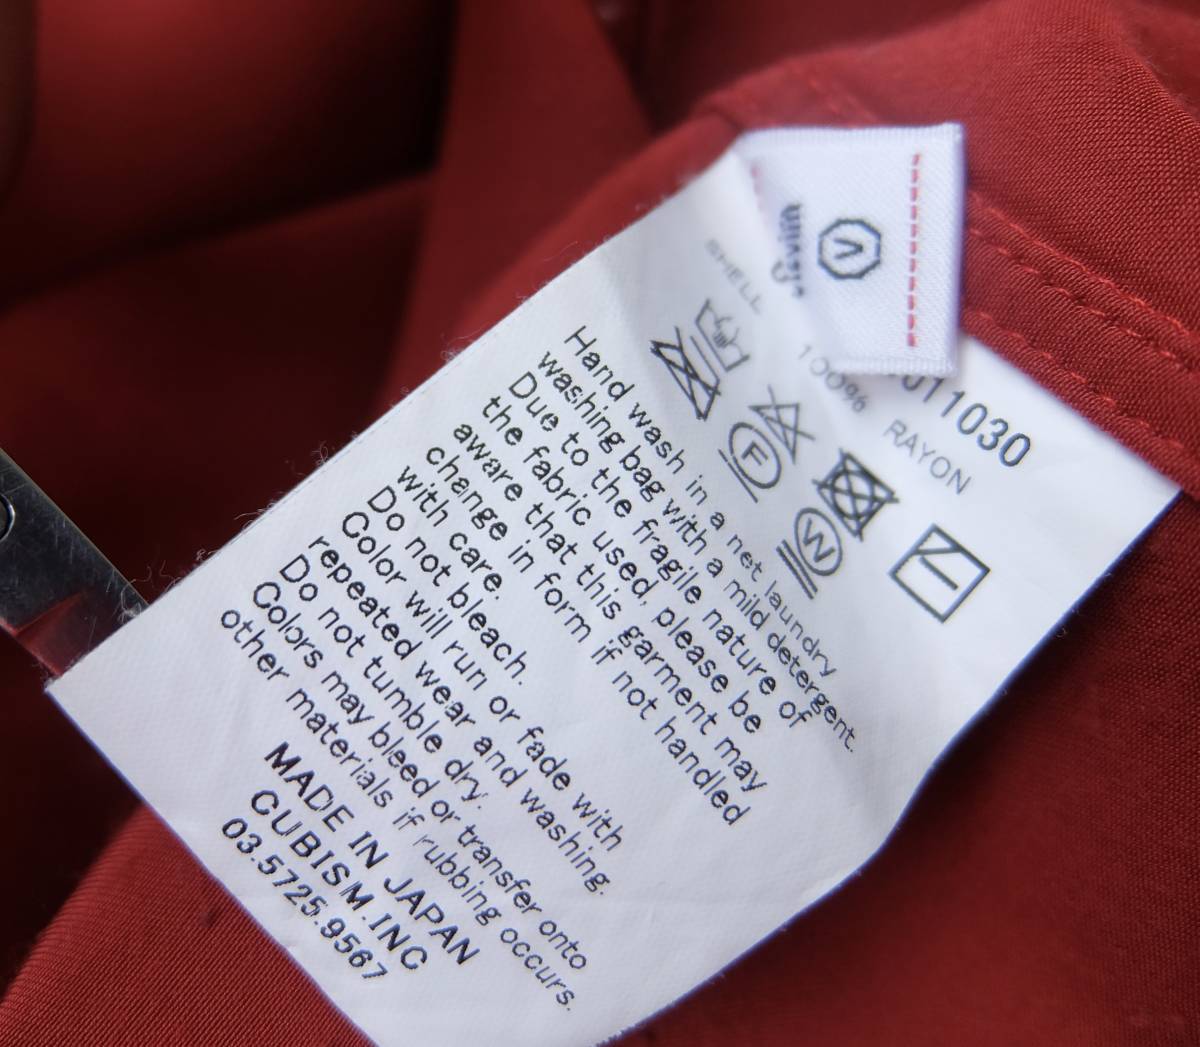 V
011030
SHELL 100% RAYON
F
W
Hand wash in a net laundry
washing bag with a mild detergent.
Due to the fragile nature of
the fabric used, please be
aware that this garment may
change in form if not handled
with care.
Do not bleach.
Color will run or fade with
repeated wear and washing.
Do not tumble dry.
Colors may bleed or transfer onto
other materials if rubbing occurs.
MADE IN JAPAN
CUBISM.INC
03.5725.9567